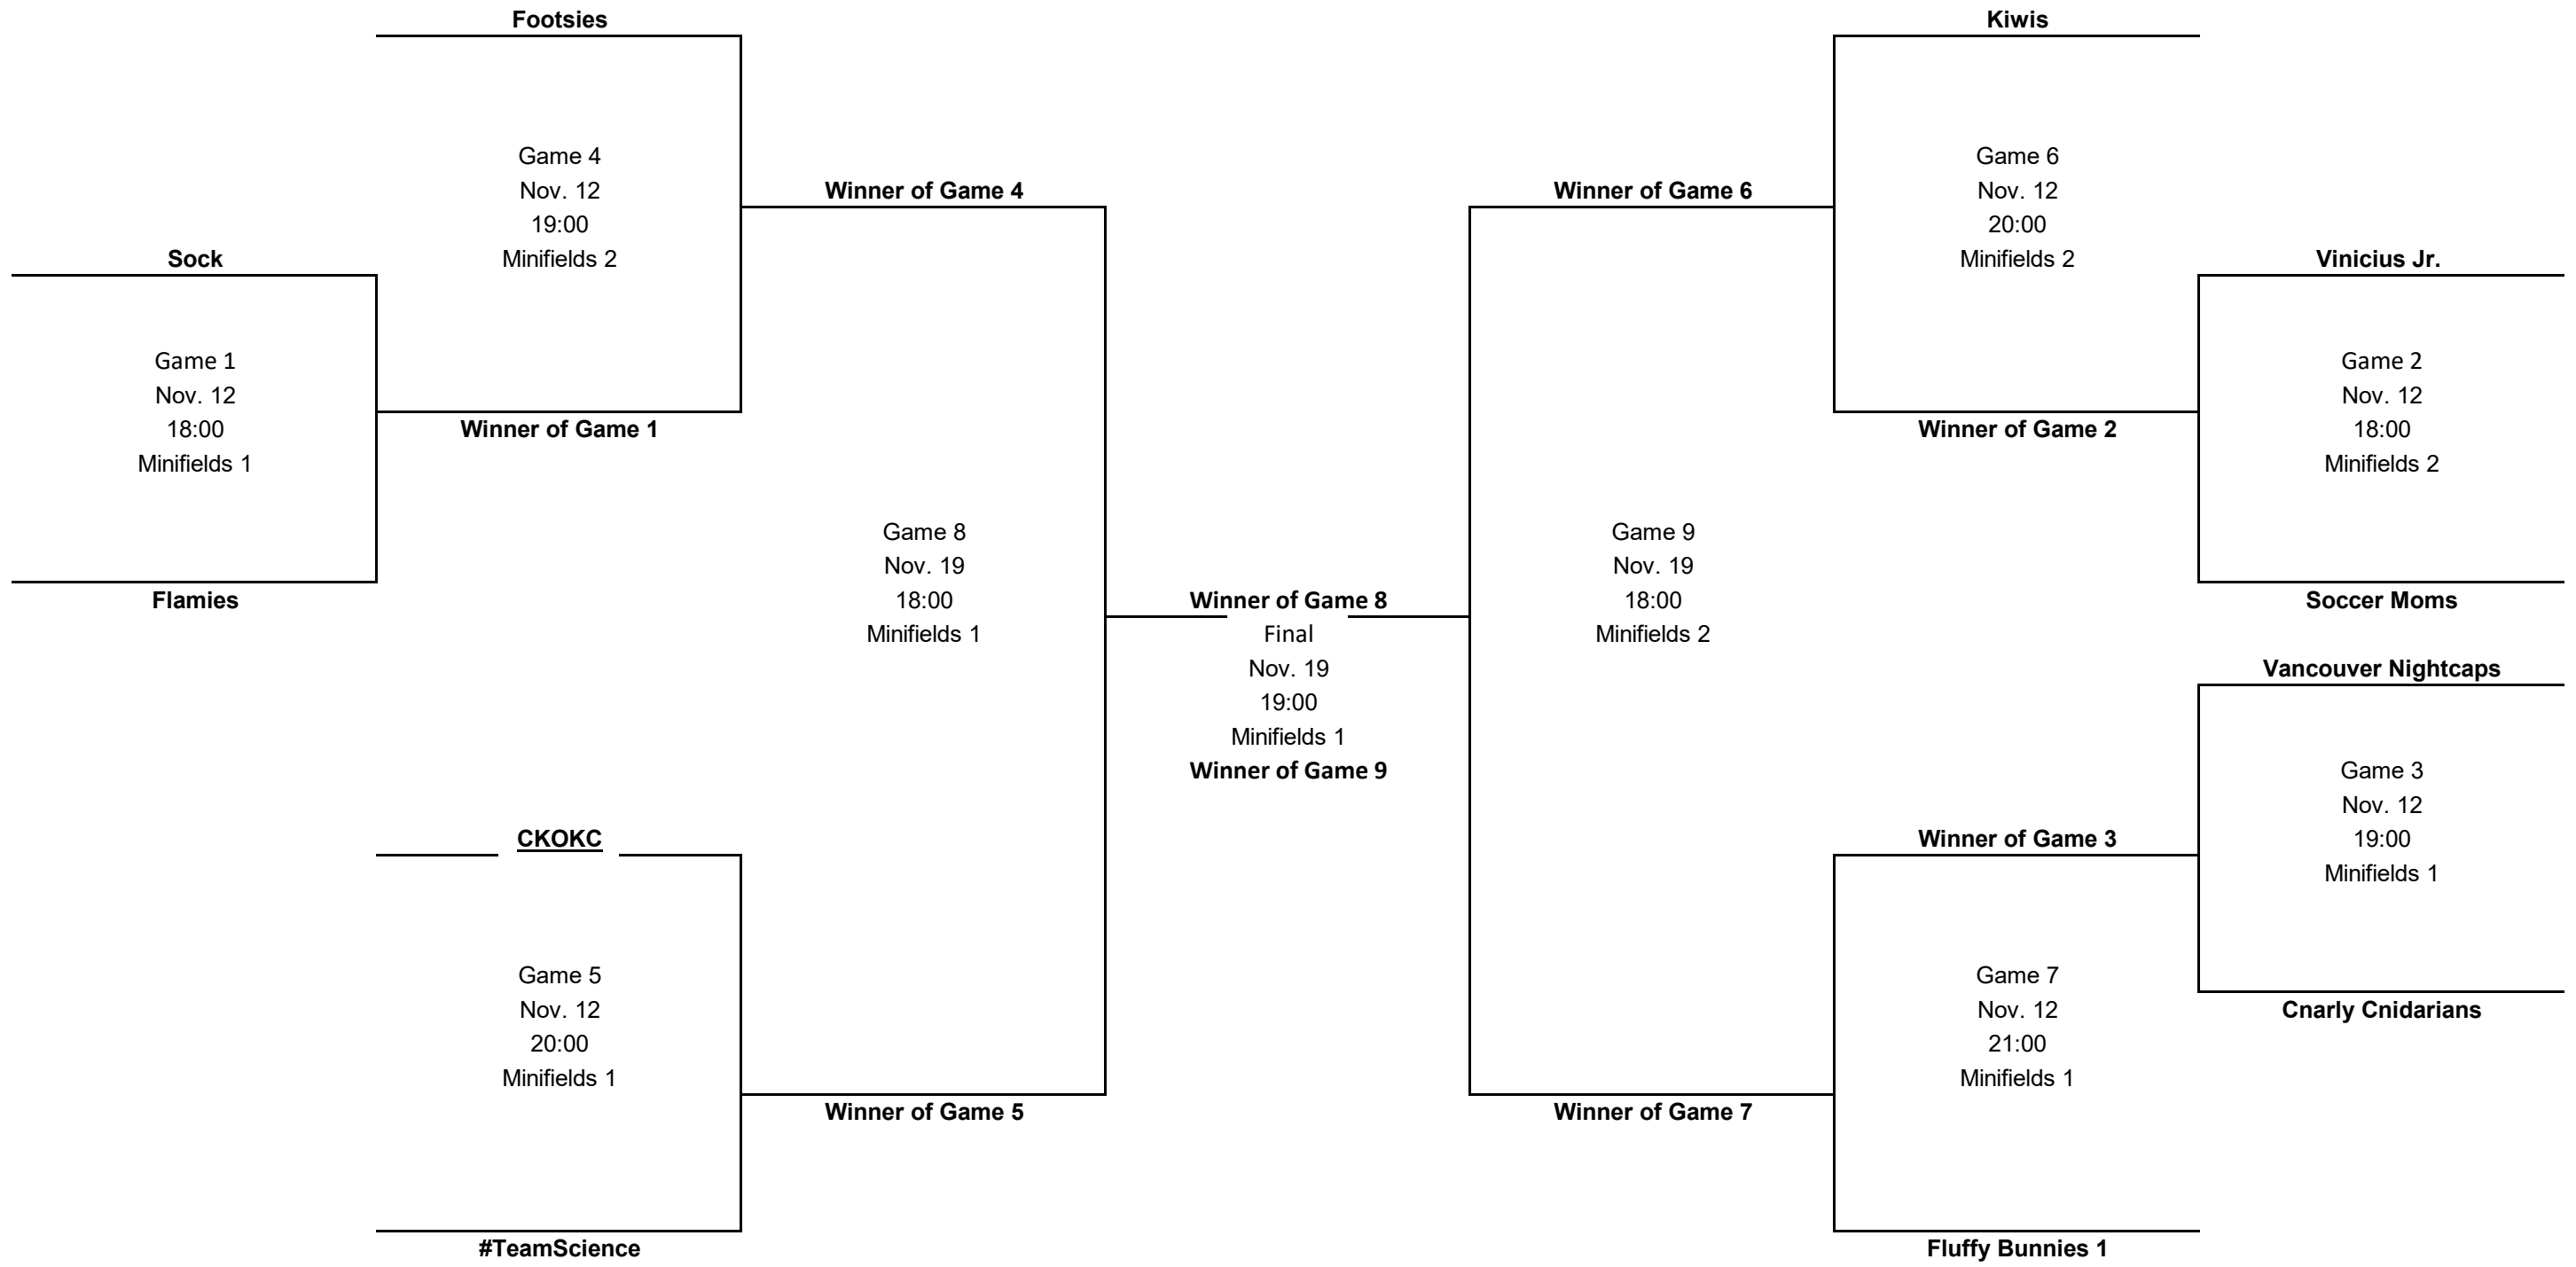 Footsies
Game 4
Nov. 12
19:00
Minifields 2
Sock
Game 1
Nov. 12
18:00
Minifields 1
Flamies
Winner of Game 1
Winner of Game 4
Game 8
Nov. 19
18:00
Minifields 1
CKOKC
Game 5
Nov. 12
20:00
Minifields 1
#TeamScience
Winner of Game 5
Winner of Game 8
Final
Nov. 19
19:00
Minifields 1
Winner of Game 9
Winner of Game 6
Game 9
Nov. 19
18:00
Minifields 2
Winner of Game 7
Kiwis
Game 6
Nov. 12
20:00
Minifields 2
Winner of Game 2
Vinicius Jr.
Game 2
Nov. 12
18:00
Minifields 2
Soccer Moms
Winner of Game 3
Game 7
Nov. 12
21:00
Minifields 1
Fluffy Bunnies 1
Vancouver Nightcaps
Game 3
Nov. 12
19:00
Minifields 1
Cnarly Cnidarians